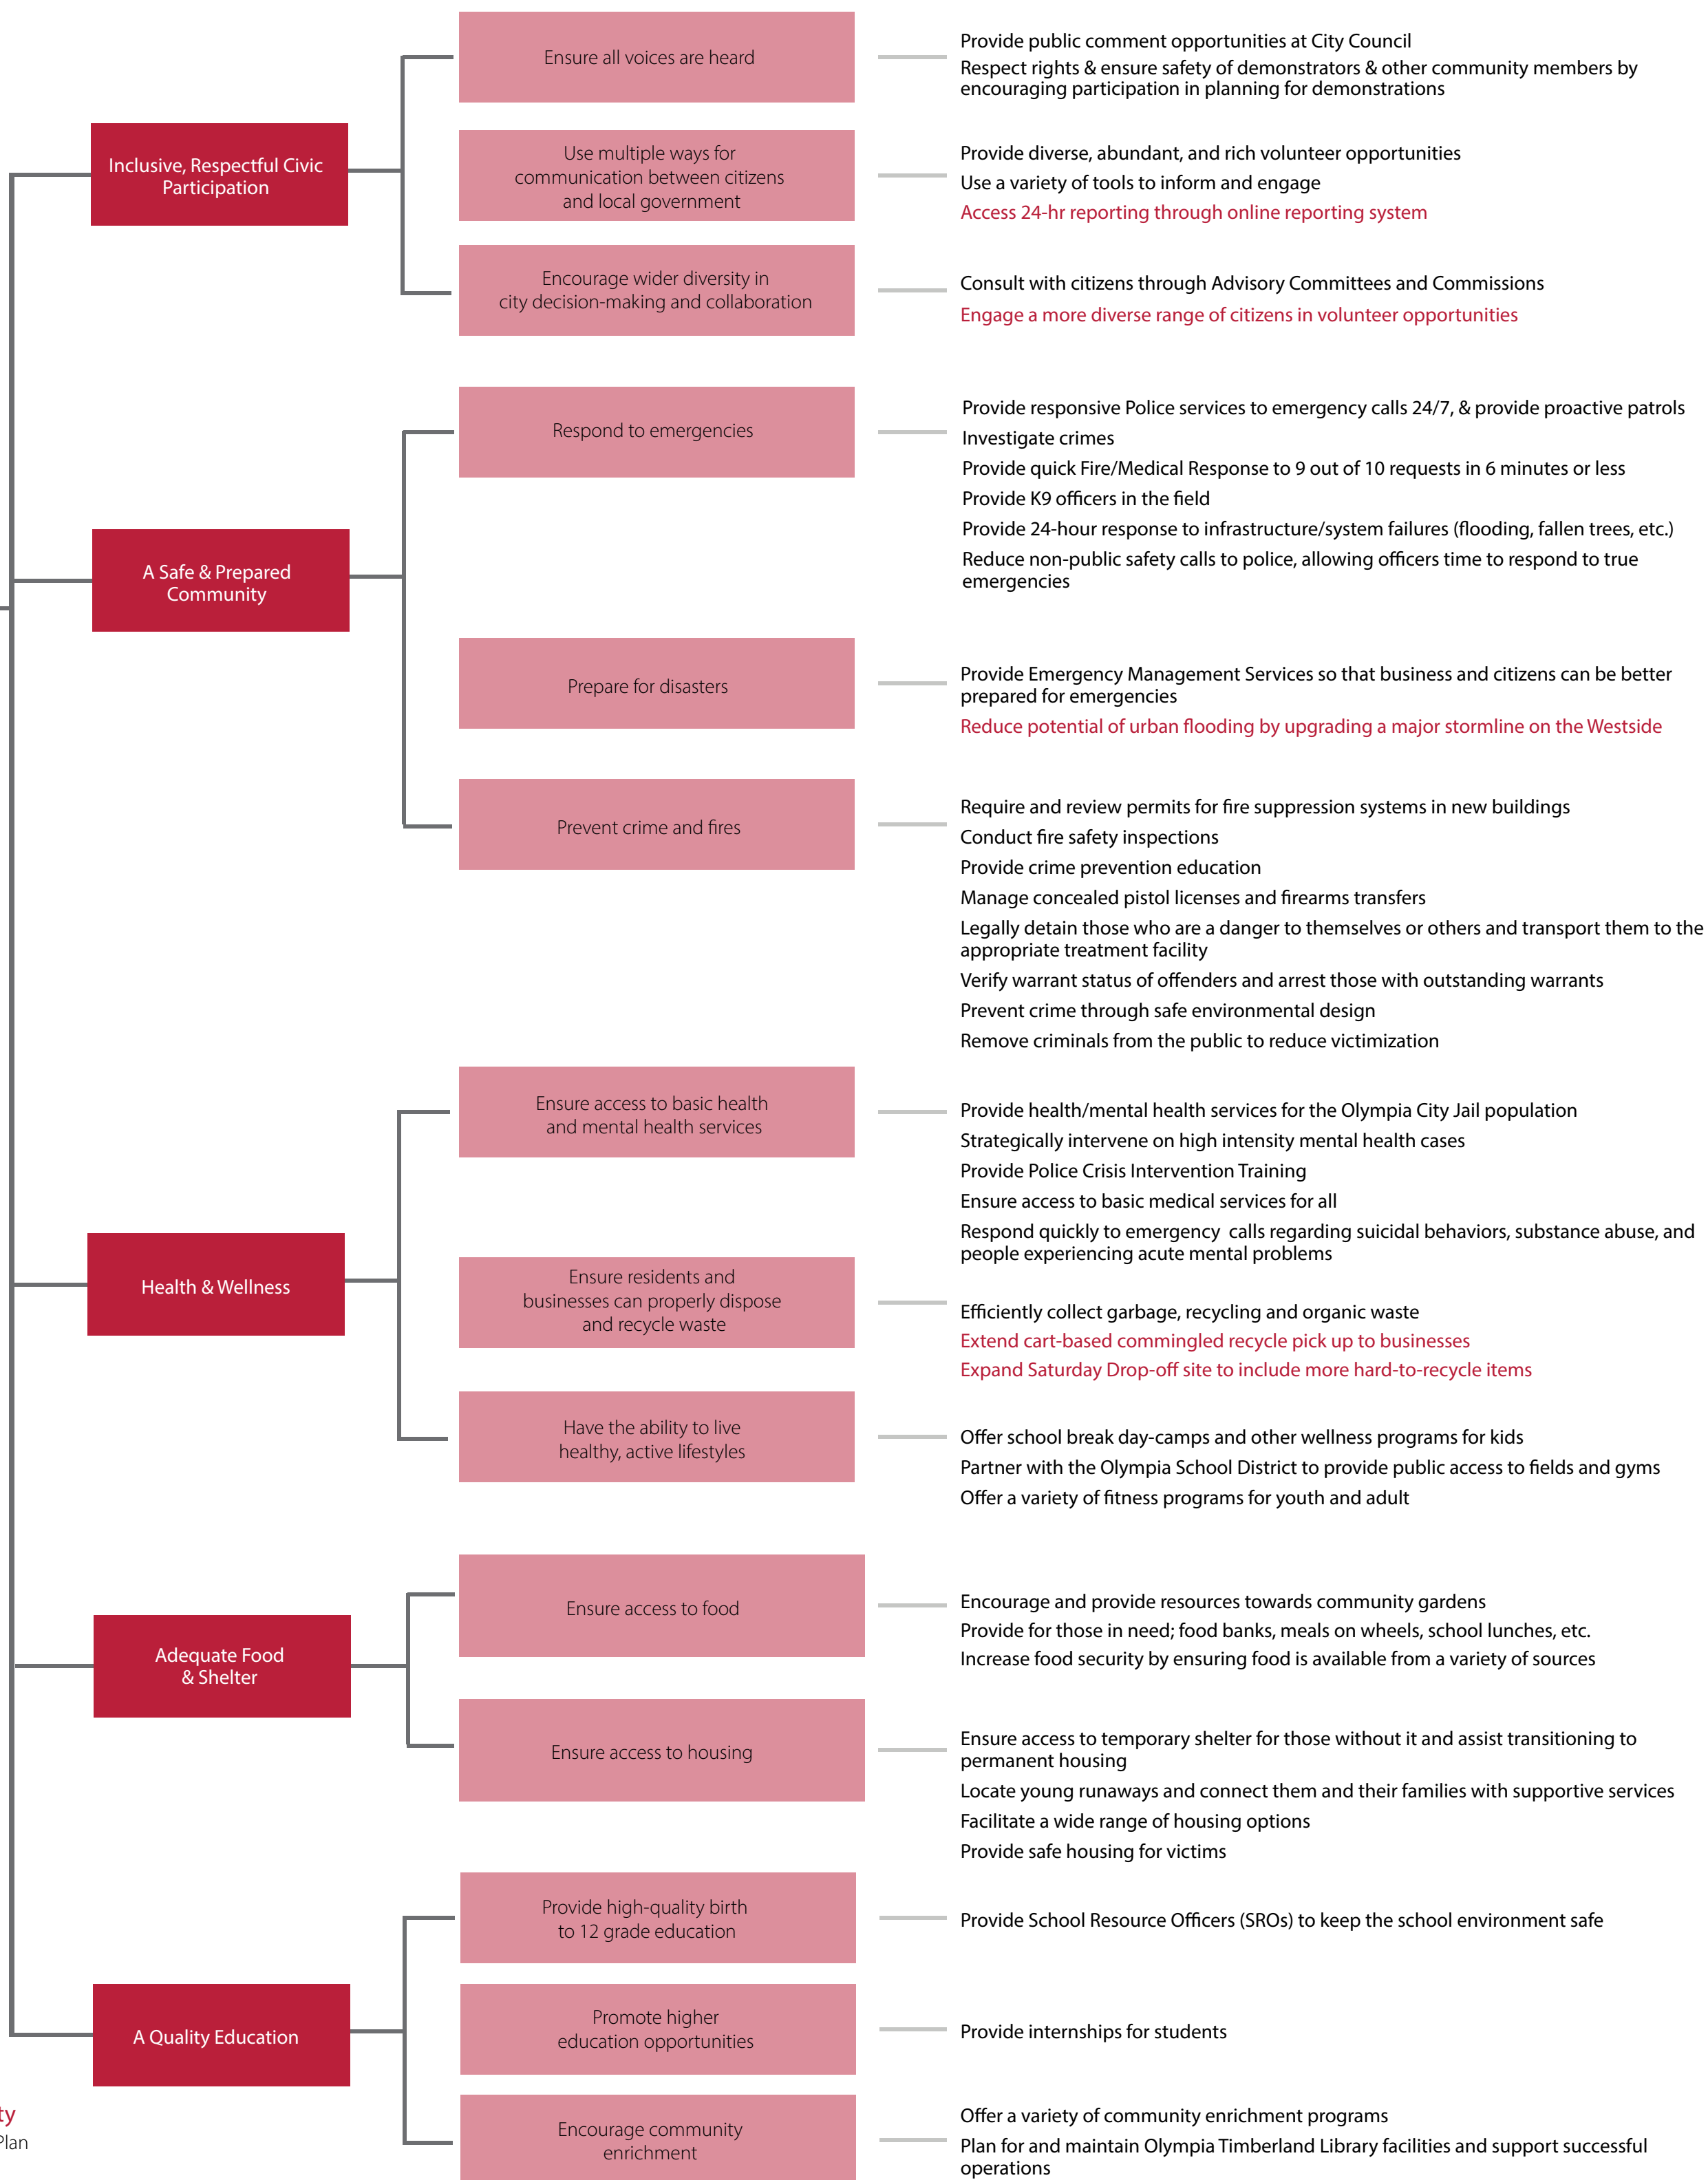 Inclusive, Respectful Civic
Participation
Ensure all voices are heard
Provide public comment opportunities at City Council
Respect rights & ensure safety of demonstrators & other community members by
encouraging participation in planning for demonstrations
Use multiple ways for
communication between citizens
and local government
Provide diverse, abundant, and rich volunteer opportunities
Use a variety of tools to inform and engage
Access 24-hr reporting through online reporting system
Encourage wider diversity in
city decision-making and collaboration
Consult with citizens through Advisory Committees and Commissions
Engage a more diverse range of citizens in volunteer opportunities
A Safe & Prepared
Community
Respond to emergencies
Provide responsive Police services to emergency calls 24/7, & provide proactive patrols
Investigate crimes
Provide quick Fire/Medical Response to 9 out of 10 requests in 6 minutes or less
Provide K9 officers in the field
Provide 24-hour response to infrastructure/system failures (flooding, fallen trees, etc.)
Reduce non-public safety calls to police, allowing officers time to respond to true
emergencies
Prepare for disasters
Provide Emergency Management Services so that business and citizens can be better
prepared for emergencies
Reduce potential of urban flooding by upgrading a major stormline on the Westside
Prevent crime and fires
Require and review permits for fire suppression systems in new buildings
Conduct fire safety inspections
Provide crime prevention education
Manage concealed pistol licenses and firearms transfers
Legally detain those who are a danger to themselves or others and transport them to the
appropriate treatment facility
Verify warrant status of offenders and arrest those with outstanding warrants
Prevent crime through safe environmental design
Remove criminals from the public to reduce victimization
Health & Wellness
Ensure access to basic health
and mental health services
Provide health/mental health services for the Olympia City Jail population
Strategically intervene on high intensity mental health cases
Provide Police Crisis Intervention Training
Ensure access to basic medical services for all
Respond quickly to emergency calls regarding suicidal behaviors, substance abuse, and
people experiencing acute mental problems
Ensure residents and
businesses can properly dispose
and recycle waste
Efficiently collect garbage, recycling and organic waste
Extend cart-based commingled recycle pick up to businesses
Expand Saturday Drop-off site to include more hard-to-recycle items
Have the ability to live
healthy, active lifestyles
Offer school break day-camps and other wellness programs for kids
Partner with the Olympia School District to provide public access to fields and gyms
Offer a variety of fitness programs for youth and adult
Adequate Food
& Shelter
Ensure access to food
Encourage and provide resources towards community gardens
Provide for those in need; food banks, meals on wheels, school lunches, etc.
Increase food security by ensuring food is available from a variety of sources
Ensure access to housing
Ensure access to temporary shelter for those without it and assist transitioning to
permanent housing
Locate young runaways and connect them and their families with supportive services
Facilitate a wide range of housing options
Provide safe housing for victims
A Quality Education
Provide high-quality birth
to 12 grade education
Provide School Resource Officers (SROs) to keep the school environment safe
Promote higher
education opportunities
Provide internships for students
Encourage community
enrichment
Offer a variety of community enrichment programs
Plan for and maintain Olympia Timberland Library facilities and support successful
operations
Plan